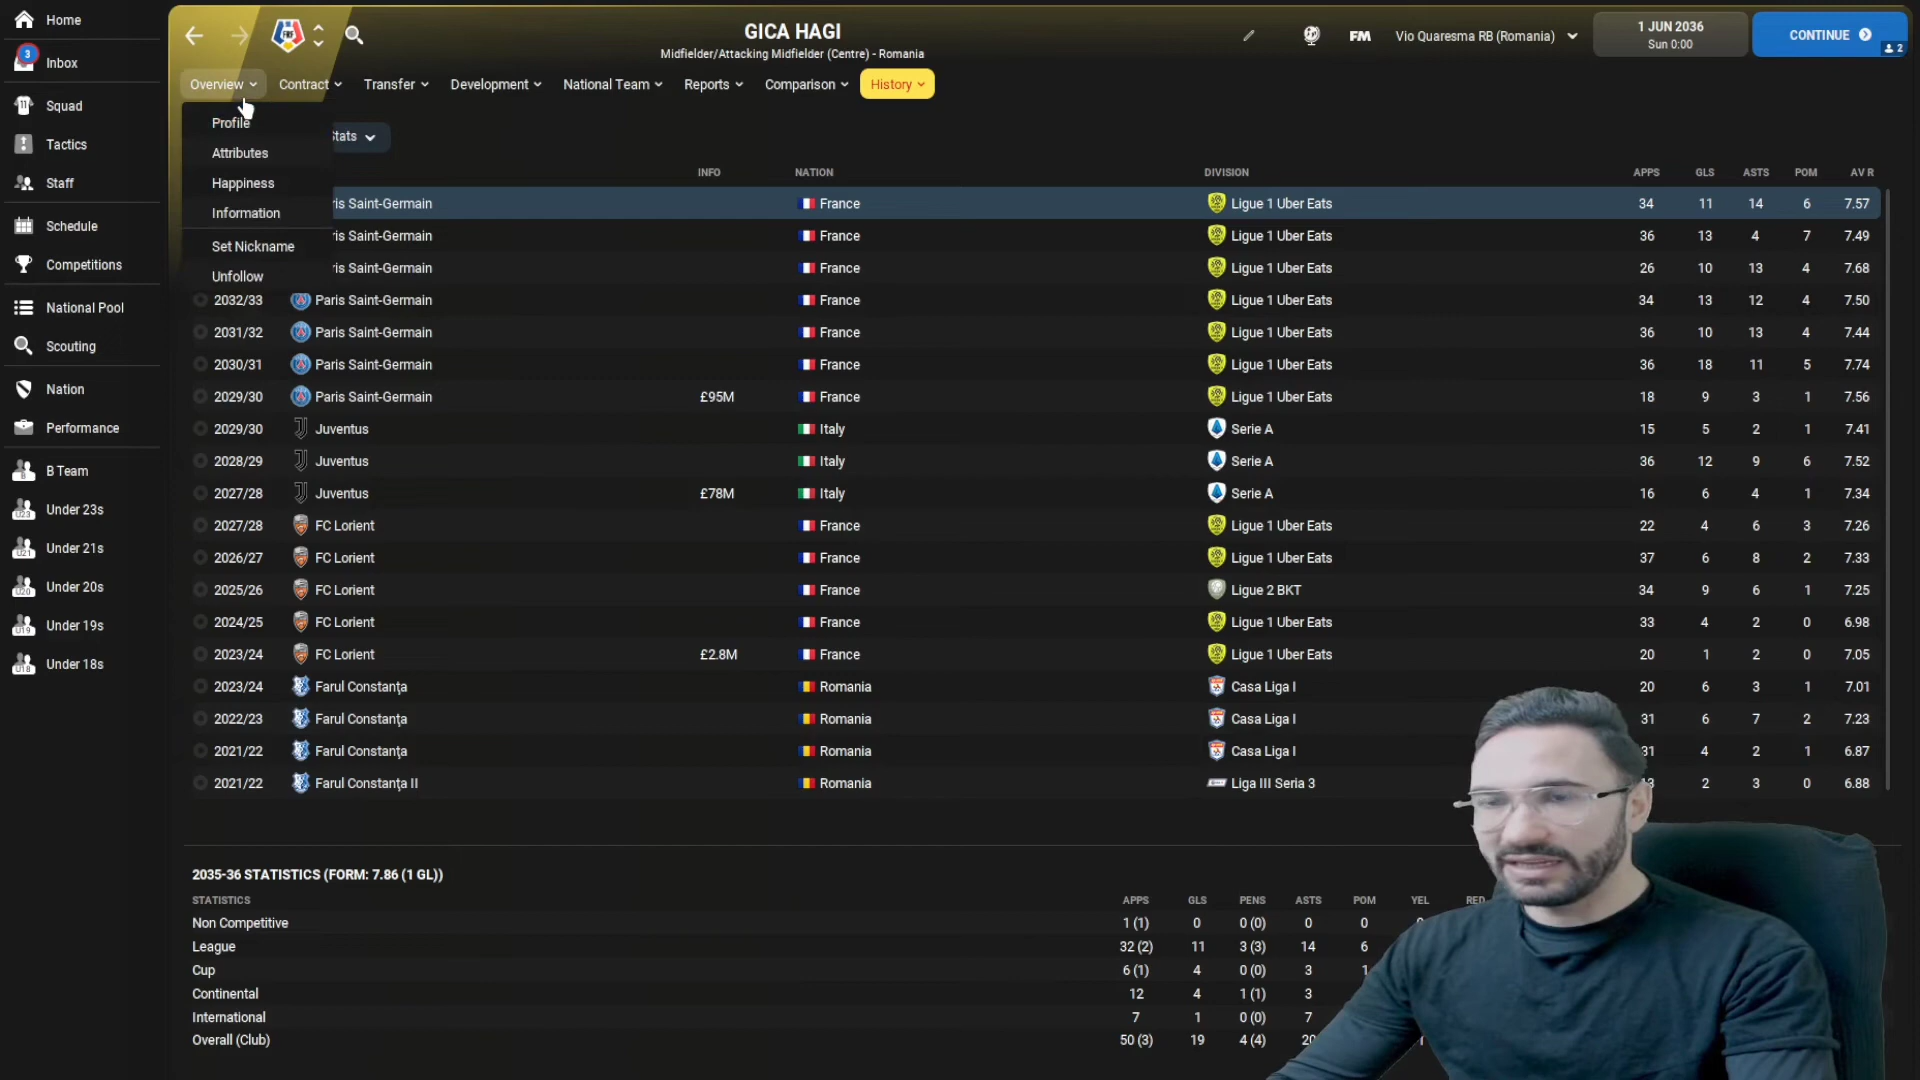 Home
3
Inbox
Squad
Tactics
Staff
Schedule
Competitions
National Pool
Scouting
Nation
Performance
B Team
Under 23s
Under 21s
Under 20s
Under 19s
Under 18s
GICA HAGI
Midfielder/Attacking Midfielder (Centre) - Romania
FM
Vio Quaresma RB (Romania)
1 JUN 2036
Sun 0:00
CONTINUE
2
Overview Contract Transfer Development National Team Reports Comparison History
Profile
Attributes
Happiness
Information
Set Nickname
Unfollow
INFO NATION DIVISION APPS GLS ASTS POM AV R
ris Saint-Germain France Ligue 1 Uber Eats 34 11 14 6 7.57
ris Saint-Germain France Ligue 1 Uber Eats 36 13 4 7 7.49
ris Saint-Germain France Ligue 1 Uber Eats 26 10 13 4 7.68
2032/33 Paris Saint-Germain France Ligue 1 Uber Eats 34 13 12 4 7.50
2031/32 Paris Saint-Germain France Ligue 1 Uber Eats 36 10 13 4 7.44
2030/31 Paris Saint-Germain France Ligue 1 Uber Eats 36 18 11 5 7.74
2029/30 Paris Saint-Germain £95M France Ligue 1 Uber Eats 18 9 3 1 7.56
2029/30 Juventus Italy Serie A 15 5 2 1 7.41
2028/29 Juventus Italy Serie A 36 12 9 6 7.52
2027/28 Juventus £78M Italy Serie A 16 6 4 1 7.34
2027/28 FC Lorient France Ligue 1 Uber Eats 22 4 6 3 7.26
2026/27 FC Lorient France Ligue 1 Uber Eats 37 6 8 2 7.33
2025/26 FC Lorient France Ligue 2 BKT 34 9 6 1 7.25
2024/25 FC Lorient France Ligue 1 Uber Eats 33 4 2 0 6.98
2023/24 FC Lorient £2.8M France Ligue 1 Uber Eats 20 1 2 0 7.05
2023/24 Farul Constanța Romania Casa Liga I 20 6 3 1 7.01
2022/23 Farul Constanța Romania Casa Liga I 31 6 7 2 7.23
2021/22 Farul Constanța Romania Casa Liga I 31 4 2 1 6.87
2021/22 Farul Constanța II Romania Liga III Seria 3 2 3 0 6.88
2035-36 STATISTICS (FORM: 7.86 (1 GL))
STATISTICS APPS GLS PENS ASTS POM YEL RED
Non Competitive 1 (1) 0 0 (0) 0 0
League 32 (2) 11 3 (3) 14 6
Cup 6 (1) 4 0 (0) 3 1
Continental 12 4 1 (1) 3
International 7 1 0 (0) 7
Overall (Club) 50 (3) 19 4 (4) 20